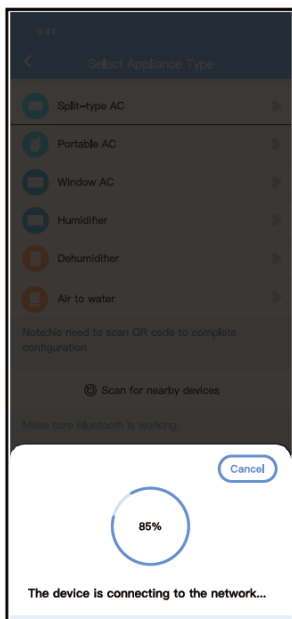 9:41
Select Appliance Type
Split-type AC
Portable AC
Window AC
Humidifier
Dehumidifier
Air to water
Note:No need to scan QR code to complete
configuration
Scan for nearby devices
Make sure Bluetooth is working.
Cancel
85%
The device is connecting to the network...